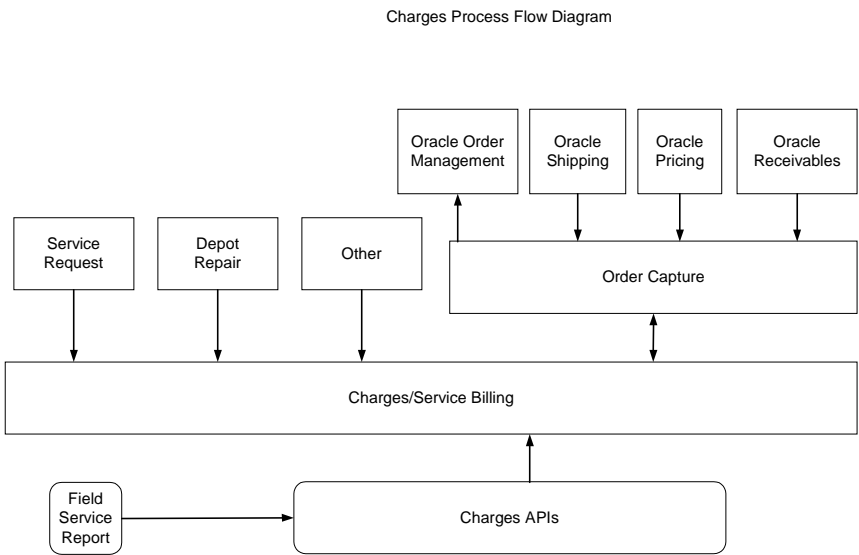 Charges Process Flow Diagram
Oracle Order
Management
Oracle
Shipping
Oracle
Pricing
Oracle
Receivables
Service
Request
Depot
Repair
Other
Order Capture
Charges/Service Billing
Field
Service
Report
Charges APIs